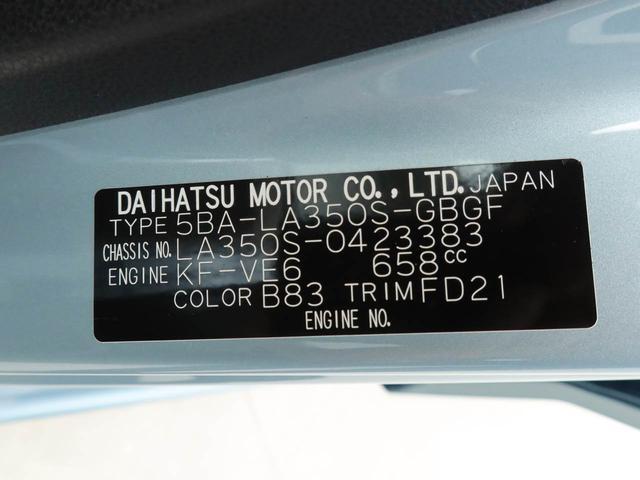 DAIHATSU MOTOR CO.,LTD. JAPAN
TYPE 5BA-LA350S-GBGF
CHASSIS NO. LA350S-0423383
ENGINE KF-VE6 658cc
COLOR B83 TRIM FD21
ENGINE NO.